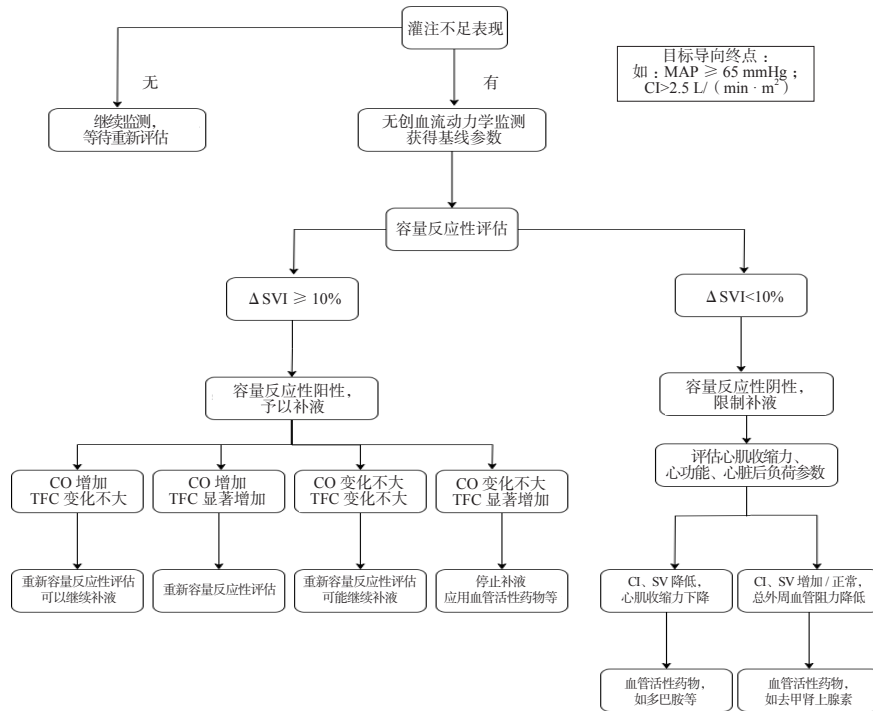 灌注不足表现
目标导向终点：
如：MAP ≥ 65 mmHg；
CI>2.5 L/（min · m²）
无
有
继续监测，
等待重新评估
无创血流动力学监测
获得基线参数
容量反应性评估
Δ SVI ≥ 10%
Δ SVI<10%
容量反应性阳性，
予以补液
容量反应性阴性，
限制补液
评估心肌收缩力、
心功能、心脏后负荷参数
CO 增加
TFC 变化不大
CO 增加
TFC 显著增加
CO 变化不大
TFC 变化不大
CO 变化不大
TFC 显著增加
重新容量反应性评估
可以继续补液
重新容量反应性评估
重新容量反应性评估
可能继续补液
停止补液
应用血管活性药物等
CI、SV 降低，
心肌收缩力下降
CI、SV 增加 / 正常，
总外周血管阻力降低
血管活性药物，
如多巴胺等
血管活性药物，
如去甲肾上腺素